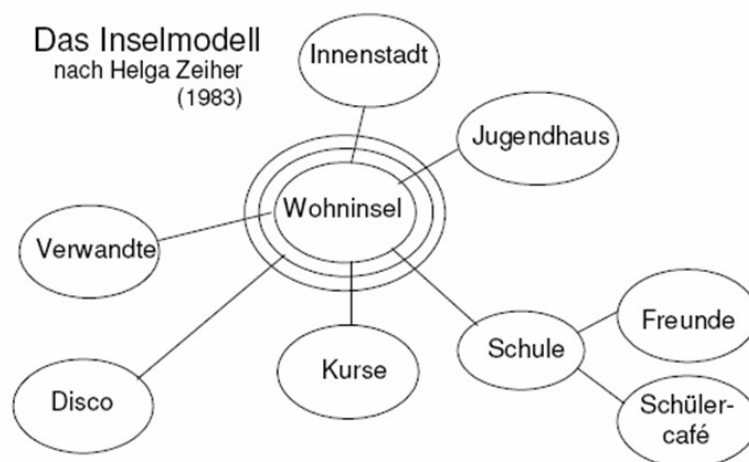 Das Inselmodell
nach Helga Zeiher
(1983)
Innenstadt
Jugendhaus
Wohninsel
Verwandte
Freunde
Schule
Kurse
Disco
Schüler-
café